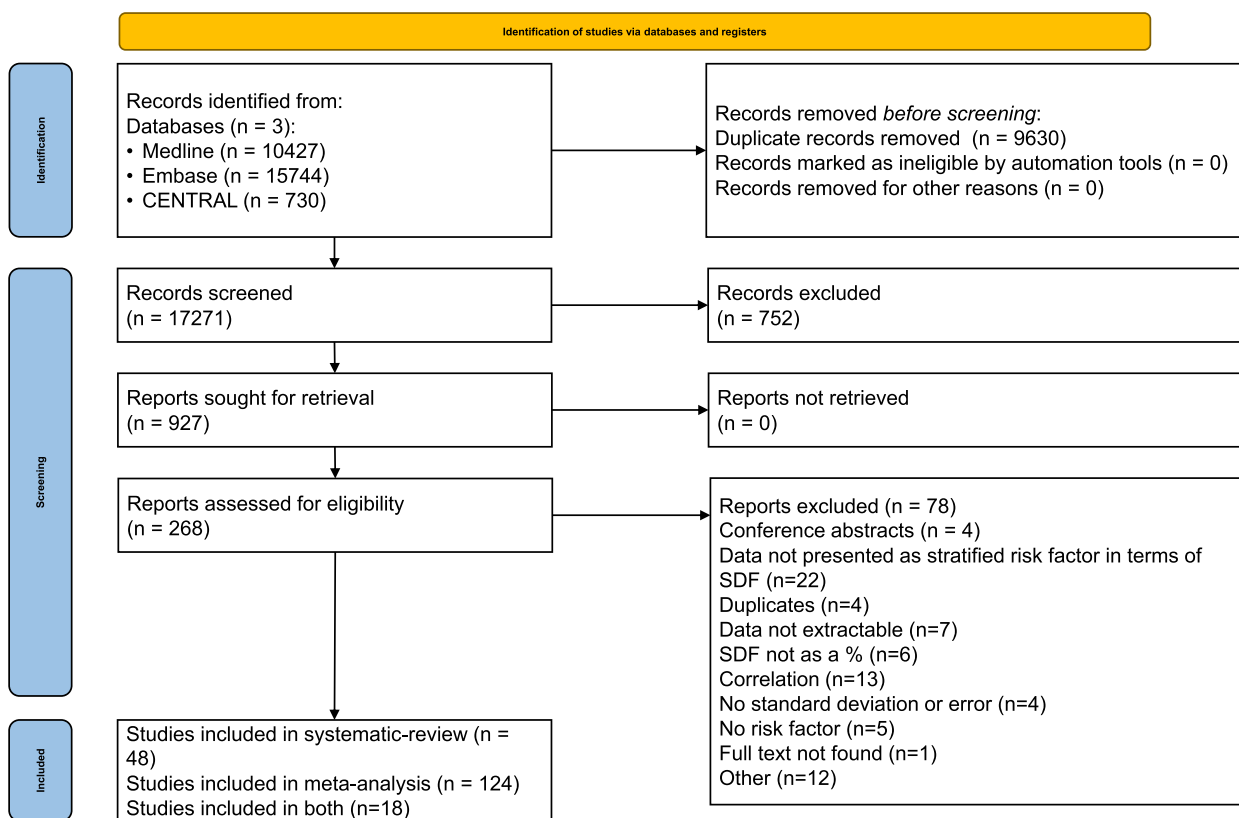 Identification of studies via databases and registers
Identification
Records identified from:
Databases (n = 3):
• Medline (n = 10427)
• Embase (n = 15744)
• CENTRAL (n = 730)
Records removed before screening:
Duplicate records removed (n = 9630)
Records marked as ineligible by automation tools (n = 0)
Records removed for other reasons (n = 0)
Screening
Records screened
(n = 17271)
Records excluded
(n = 752)
Reports sought for retrieval
(n = 927)
Reports not retrieved
(n = 0)
Reports assessed for eligibility
(n = 268)
Reports excluded (n = 78)
Conference abstracts (n = 4)
Data not presented as stratified risk factor in terms of
SDF (n=22)
Duplicates (n=4)
Data not extractable (n=7)
SDF not as a % (n=6)
Correlation (n=13)
No standard deviation or error (n=4)
No risk factor (n=5)
Full text not found (n=1)
Other (n=12)
Included
Studies included in systematic-review (n =
48)
Studies included in meta-analysis (n = 124)
Studies included in both (n=18)